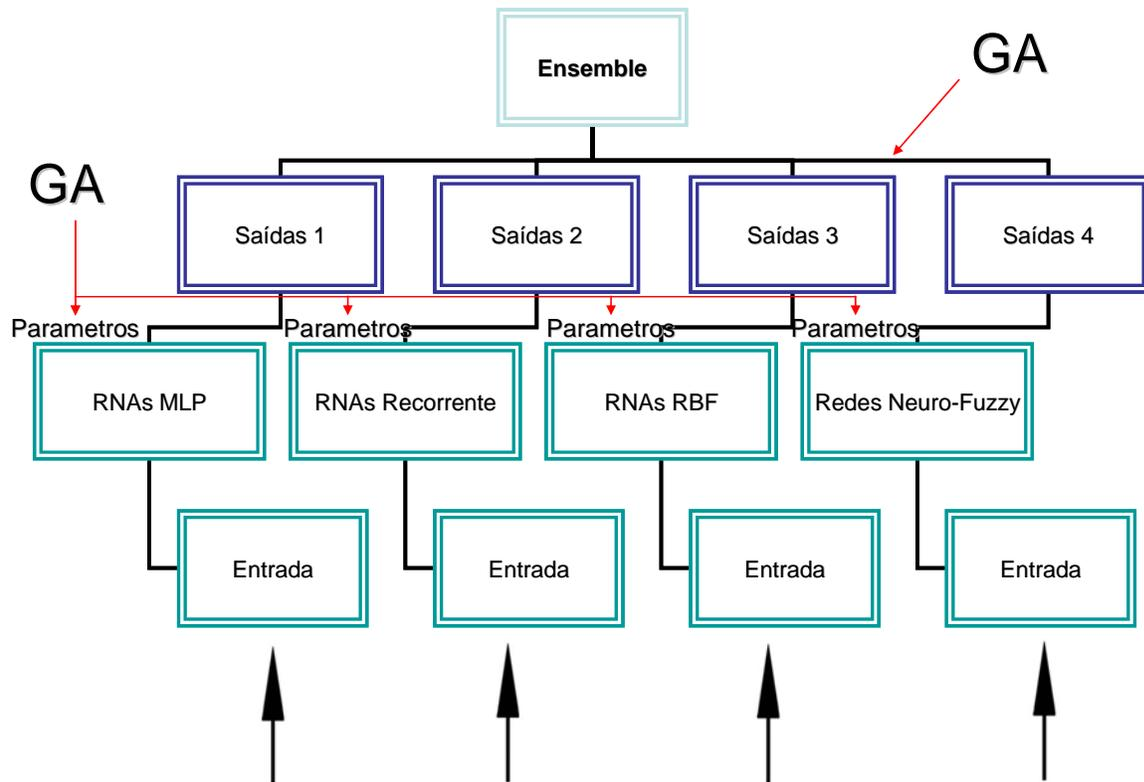 Ensemble
GA
GA
Saídas 1
Saídas 2
Saídas 3
Saídas 4
Parametros
Parametros
Parametros
Parametros
RNAs MLP
RNAs Recorrente
RNAs RBF
Redes Neuro-Fuzzy
Entrada
Entrada
Entrada
Entrada